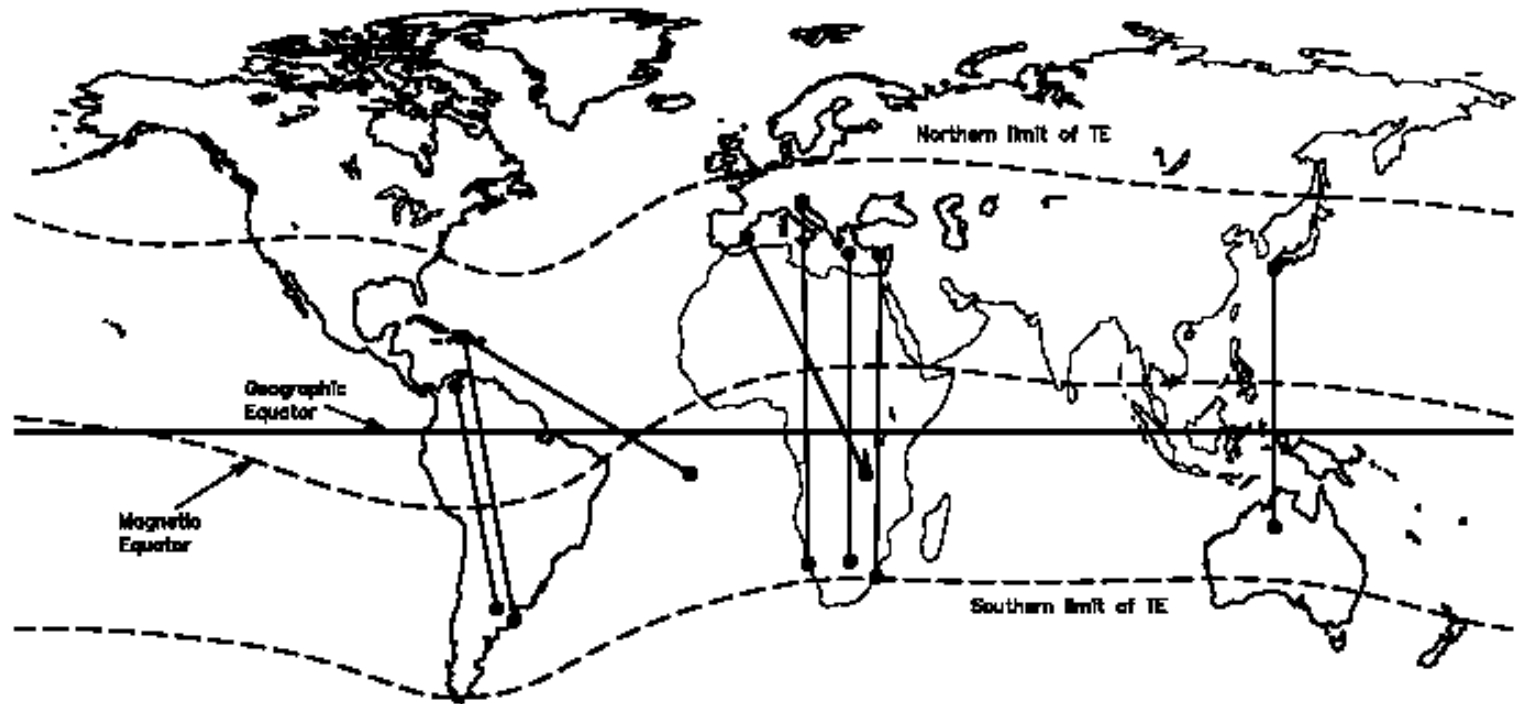 Northern limit of TE
Geographic
Equator
Magnetic
Equator
Southern limit of TE